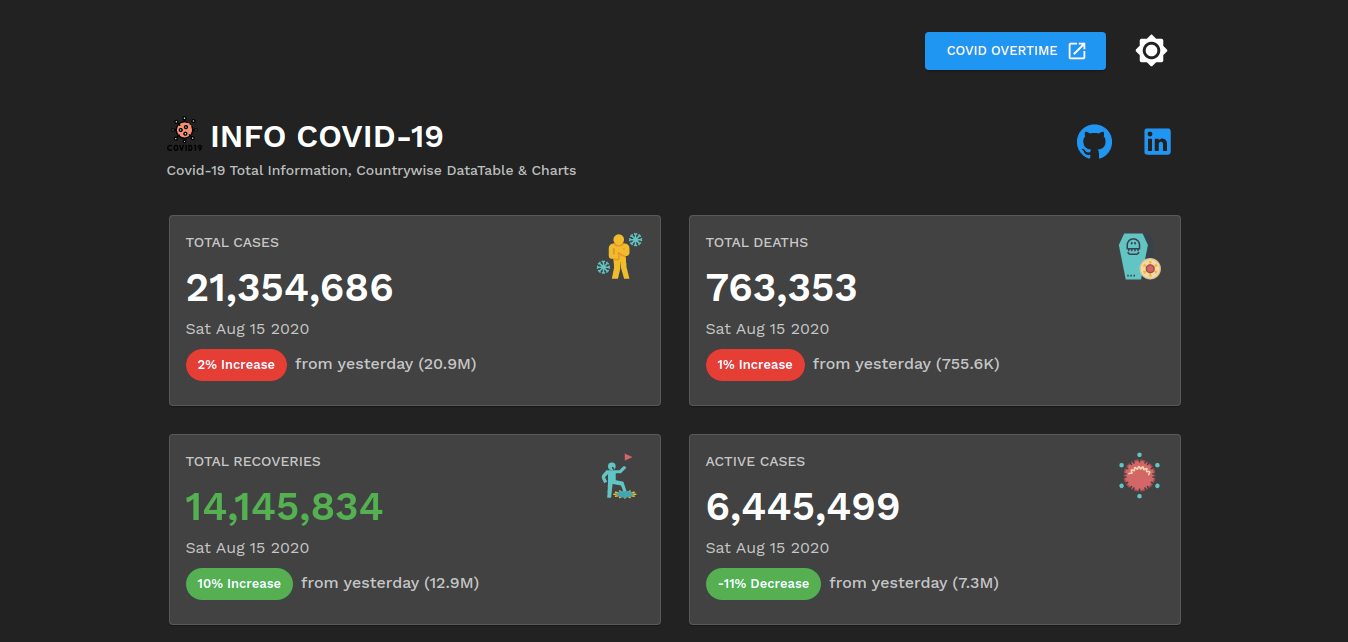 COVID OVERTIME
COVID19
INFO COVID-19
Covid-19 Total Information, Countrywise DataTable & Charts
TOTAL CASES
21,354,686
Sat Aug 15 2020
2% Increase from yesterday (20.9M)
TOTAL DEATHS
763,353
Sat Aug 15 2020
1% Increase from yesterday (755.6K)
TOTAL RECOVERIES
14,145,834
Sat Aug 15 2020
10% Increase from yesterday (12.9M)
ACTIVE CASES
6,445,499
Sat Aug 15 2020
-11% Decrease from yesterday (7.3M)